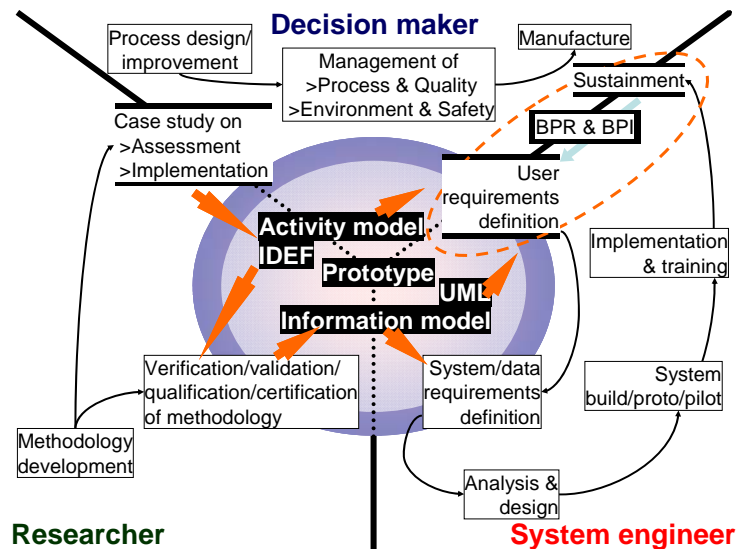 Decision maker
Process design/
improvement
Management of
>Process & Quality
>Environment & Safety
Manufacture
Sustainment
BPR & BPI
Case study on
>Assessment
>Implementation
User
requirements
definition
Activity model
IDEF
Prototype
UML
Information model
Implementation
& training
Verification/validation/
qualification/certification
of methodology
System/data
requirements
definition
System
build/proto/pilot
Methodology
development
Analysis &
design
Researcher
System engineer